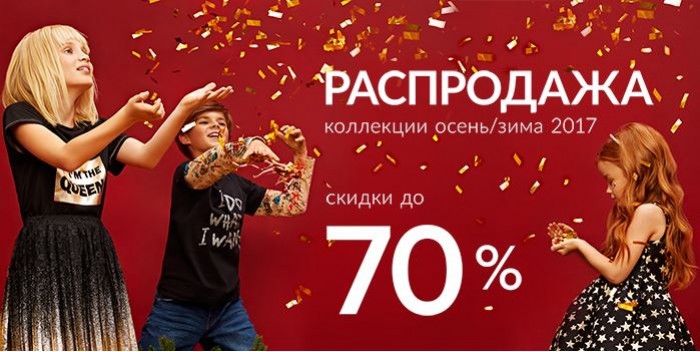 РАСПРОДАЖА
коллекции осень/зима 2017
скидки до
70 %
I'M THE
QUEEN
I DO
WHAT
I WANT